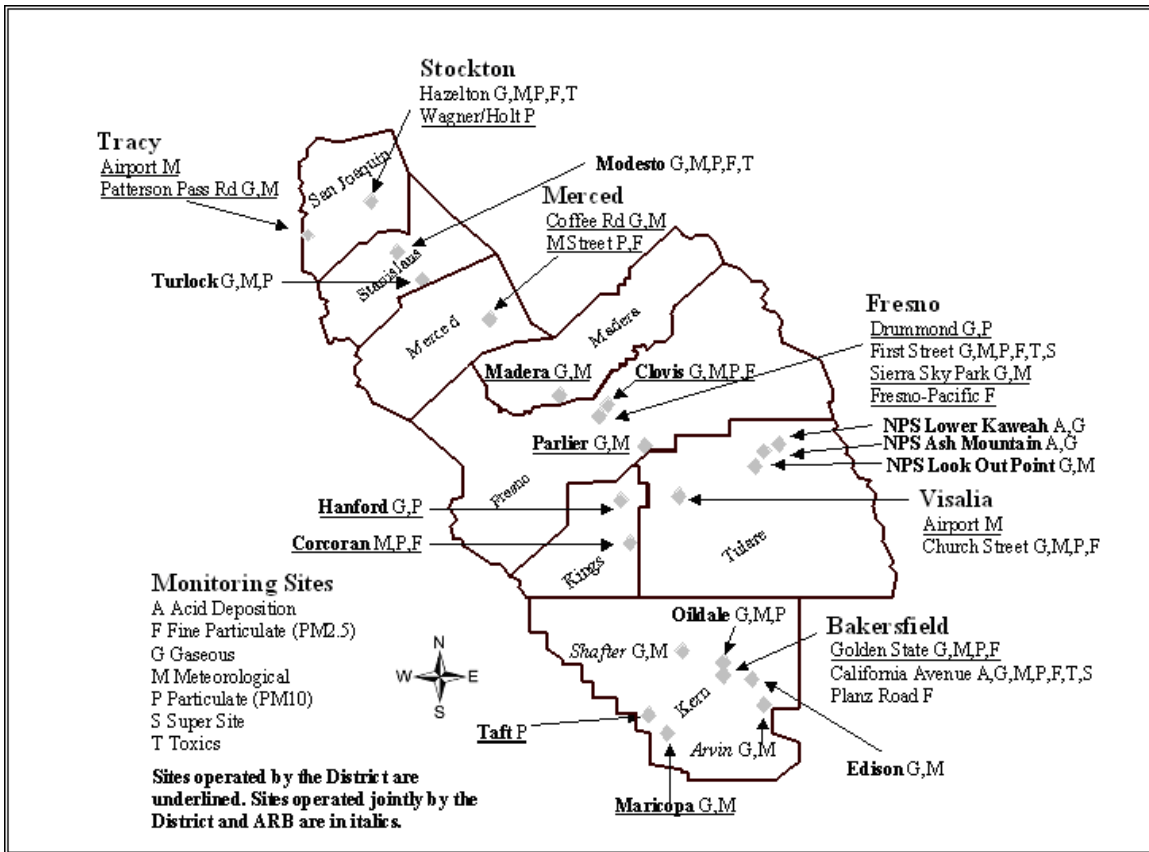 Stockton
Hazelton G,M,P,F,T
Wagner/Holt P
Tracy
Airport M
Patterson Pass Rd G,M
San Joaquin
Modesto G,M,P,F,T
Merced
Coffee Rd G,M
M Street P,F
Turlock G,M,P
Stanislaus
Merced
Madera
Fresno
Drummond G,P
First Street G,M,P,F,T,S
Sierra Sky Park G,M
Fresno-Pacific F
Madera G,M
Clovis G,M,P,F
Parlier G,M
NPS Lower Kaweah A,G
NPS Ash Mountain A,G
NPS Look Out Point G,M
Fresno
Hanford G,P
Visalia
Airport M
Church Street G,M,P,F
Corcoran M,P,F
Kings
Tulare
Monitoring Sites
A Acid Deposition
F Fine Particulate (PM2.5)
G Gaseous
M Meteorological
P Particulate (PM10)
S Super Site
T Toxics
N
W
E
S
Oildale G,M,P
Shafter G,M
Bakersfield
Golden State G,M,P,F
California Avenue A,G,M,P,F,T,S
Planz Road F
Kern
Taft P
Arvin G,M
Edison G,M
Maricopa G,M
Sites operated by the District are
underlined. Sites operated jointly by the
District and ARB are in italics.